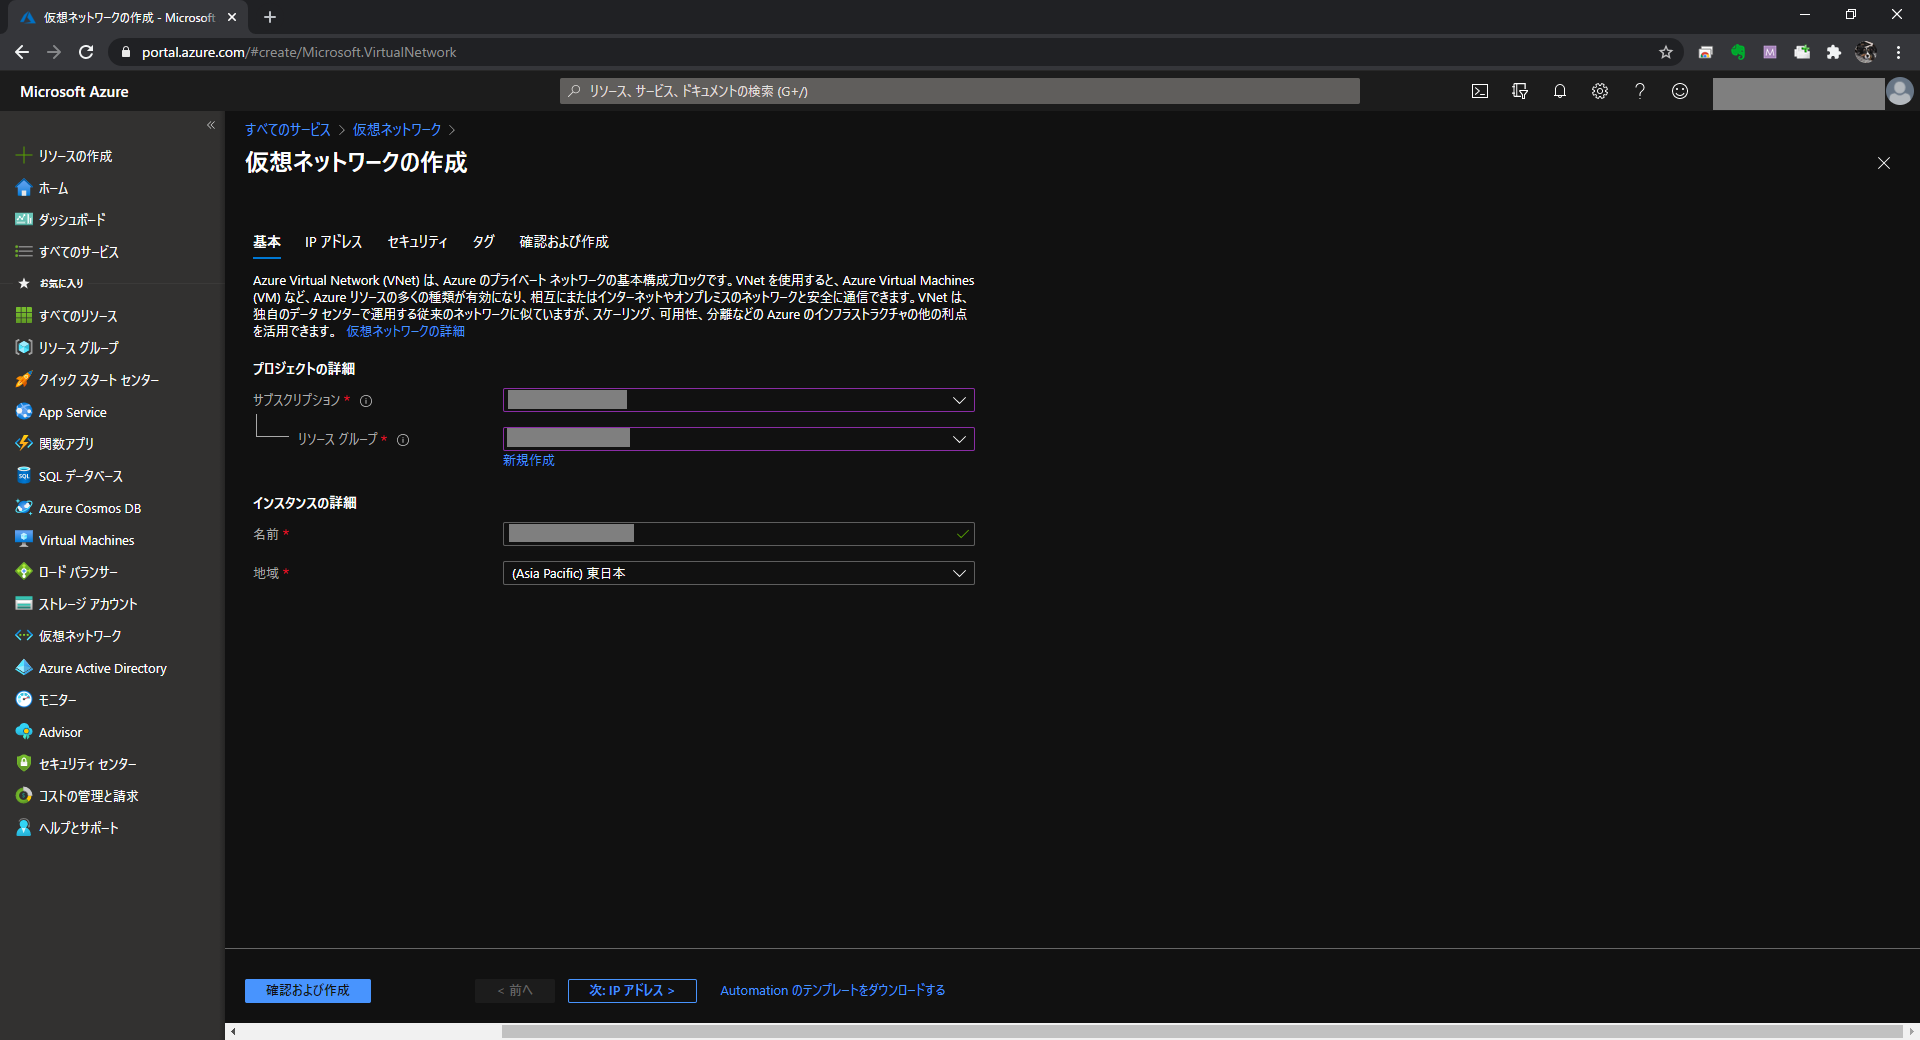 仮想ネットワークの作成 - Microsoft
portal.azure.com/#create/Microsoft.VirtualNetwork
Microsoft Azure
リソース、サービス、ドキュメントの検索 (G+/)
リソースの作成
ホーム
ダッシュボード
すべてのサービス
お気に入り
すべてのリソース
リソース グループ
クイック スタート センター
App Service
関数アプリ
SQL データベース
Azure Cosmos DB
Virtual Machines
ロード バランサー
ストレージ アカウント
仮想ネットワーク
Azure Active Directory
モニター
Advisor
セキュリティ センター
コストの管理と請求
ヘルプとサポート
すべてのサービス > 仮想ネットワーク >
仮想ネットワークの作成
基本 IP アドレス セキュリティ タグ 確認および作成
Azure Virtual Network (VNet) は、Azure のプライベート ネットワークの基本構成ブロックです。VNet を使用すると、Azure Virtual Machines
(VM) など、Azure リソースの多くの種類が有効になり、相互にまたはインターネットやオンプレミスのネットワークと安全に通信できます。VNet は、
独自のデータ センターで運用する従来のネットワークに似ていますが、スケーリング、可用性、分離などの Azure のインフラストラクチャの他の利点
を活用できます。 仮想ネットワークの詳細
プロジェクトの詳細
サブスクリプション *
リソース グループ *
新規作成
インスタンスの詳細
名前 *
地域 * (Asia Pacific) 東日本
確認および作成 < 前へ 次: IP アドレス > Automation のテンプレートをダウンロードする